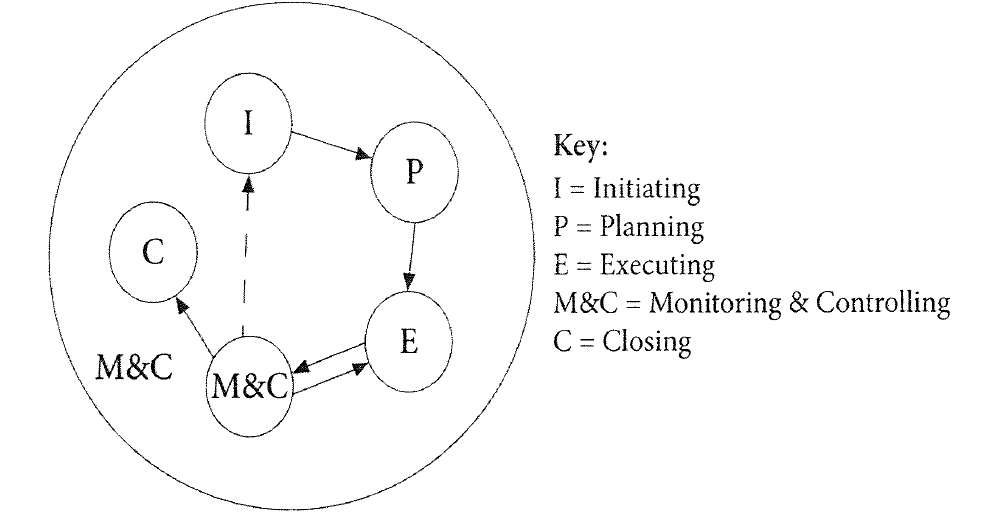 I
P
C
E
M&C
M&C
Key:
I = Initiating
P = Planning
E = Executing
M&C = Monitoring & Controlling
C = Closing